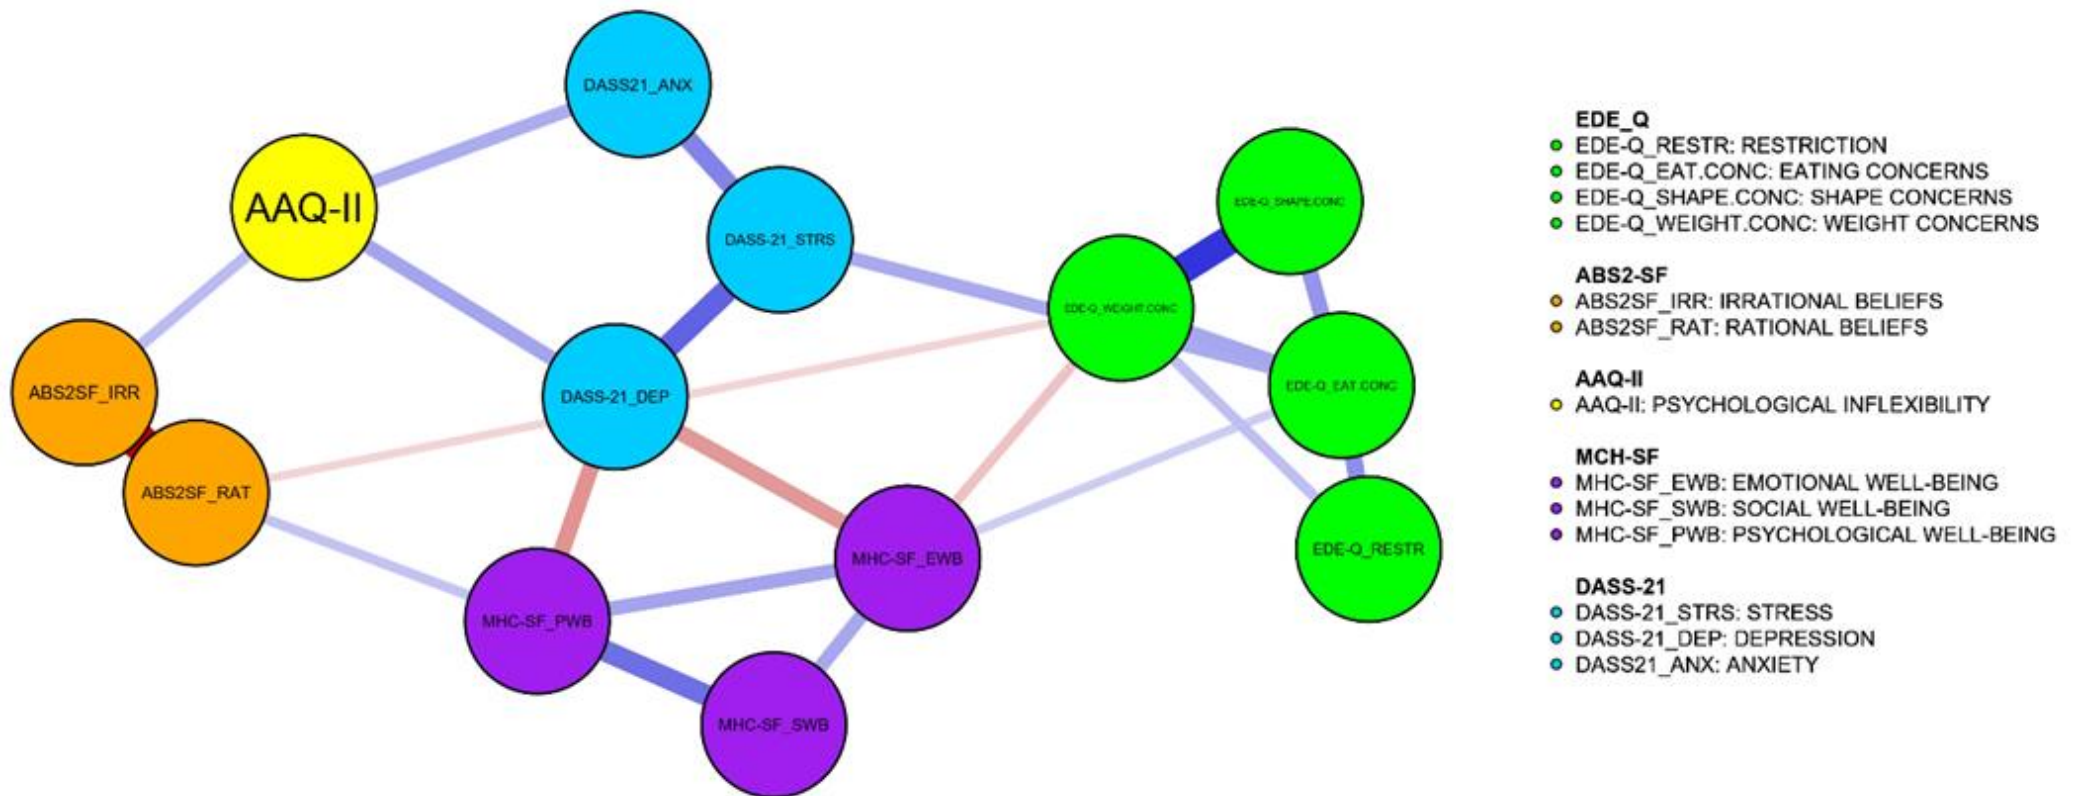 DASS21_ANX
AAQ-II
DASS-21_STRS
EDE-Q_SHAPE.CONC
EDE-Q_WEIGHT.CONC
ABS2SF_IRR
DASS-21_DEP
EDE-Q_EAT.CONC
ABS2SF_RAT
MHC-SF_EWB
EDE-Q_RESTR
MHC-SF_PWB
MHC-SF_SWB
EDE_Q
EDE-Q_RESTR: RESTRICTION
EDE-Q_EAT.CONC: EATING CONCERNS
EDE-Q_SHAPE.CONC: SHAPE CONCERNS
EDE-Q_WEIGHT.CONC: WEIGHT CONCERNS
ABS2-SF
ABS2SF_IRR: IRRATIONAL BELIEFS
ABS2SF_RAT: RATIONAL BELIEFS
AAQ-II
AAQ-II: PSYCHOLOGICAL INFLEXIBILITY
MCH-SF
MHC-SF_EWB: EMOTIONAL WELL-BEING
MHC-SF_SWB: SOCIAL WELL-BEING
MHC-SF_PWB: PSYCHOLOGICAL WELL-BEING
DASS-21
DASS-21_STRS: STRESS
DASS-21_DEP: DEPRESSION
DASS21_ANX: ANXIETY